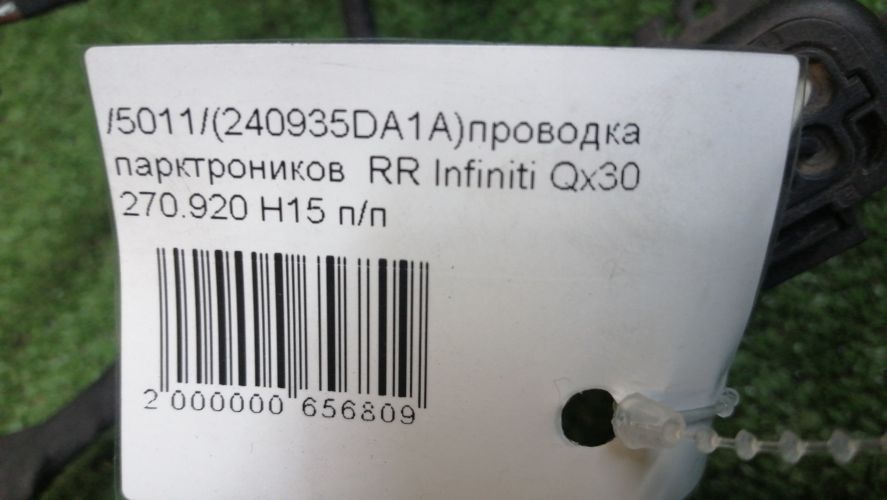 /5011/(240935DA1A)проводка
парктроников RR Infiniti Qx30
270.920 H15 п/п
2 000000 656809